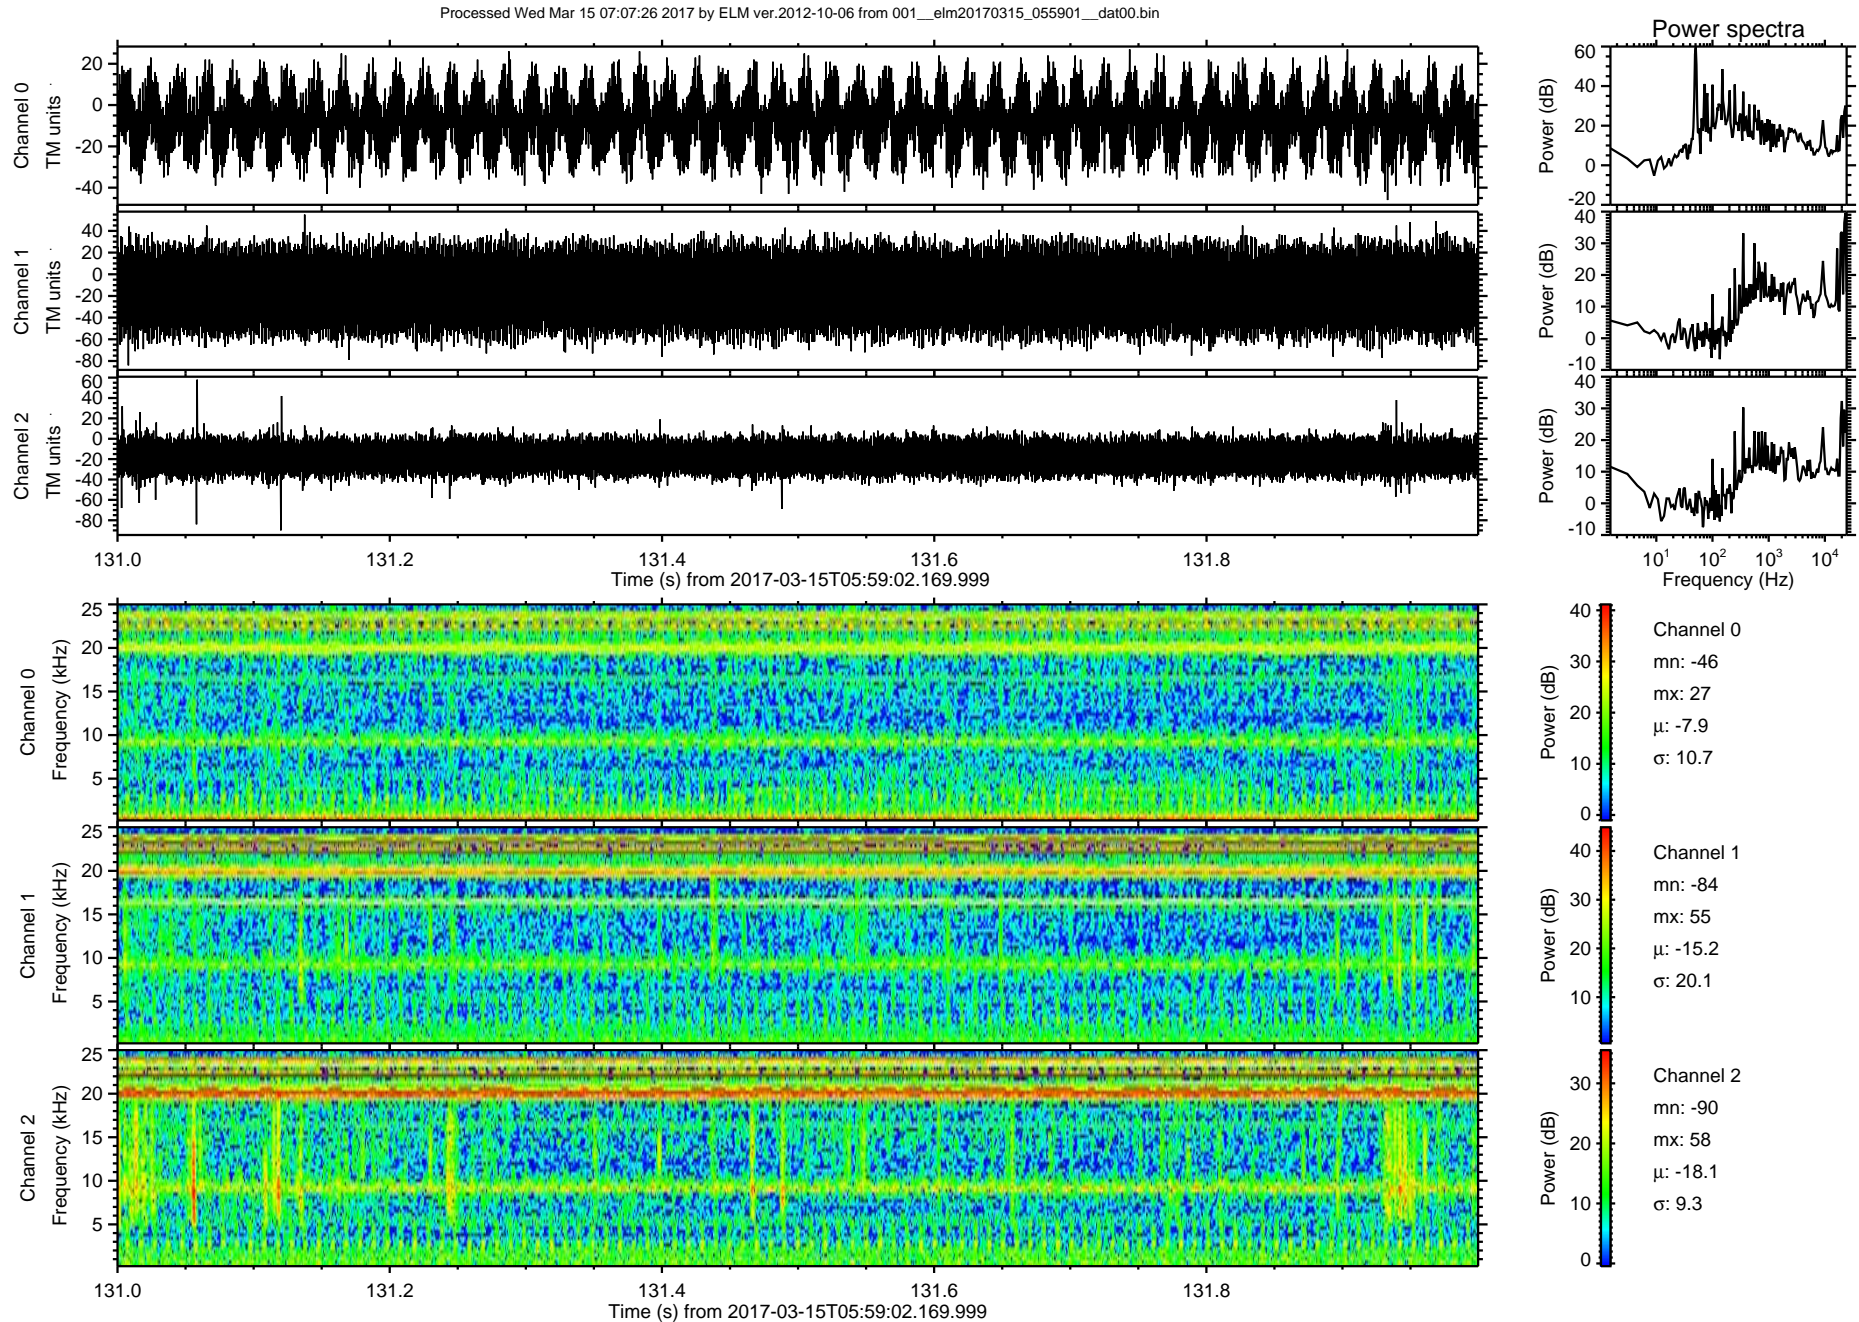 Processed Wed Mar 15 07:07:26 2017 by ELM ver.2012-10-06 from 001__elm20170315_055901__dat00.bin
Power spectra
Channel 0
TM units
20
0
-20
-40
Power (dB)
60
40
20
0
-20
Channel 1
TM units
40
20
0
-20
-40
-60
-80
Power (dB)
40
30
20
10
0
-10
Channel 2
TM units
60
40
20
0
-20
-40
-60
-80
Power (dB)
40
30
20
10
0
-10
131.0 131.2 131.4 131.6 131.8
Time (s) from 2017-03-15T05:59:02.169.999
10^1 10^2 10^3 10^4
Frequency (Hz)
Channel 0
Frequency (kHz)
25
20
15
10
5
Power (dB)
40
30
20
10
0
Channel 0
mn: -46
mx: 27
μ: -7.9
σ: 10.7
Channel 1
Frequency (kHz)
25
20
15
10
5
Power (dB)
40
30
20
10
Channel 1
mn: -84
mx: 55
μ: -15.2
σ: 20.1
Channel 2
Frequency (kHz)
25
20
15
10
5
Power (dB)
30
20
10
0
Channel 2
mn: -90
mx: 58
μ: -18.1
σ: 9.3
131.0 131.2 131.4 131.6 131.8
Time (s) from 2017-03-15T05:59:02.169.999